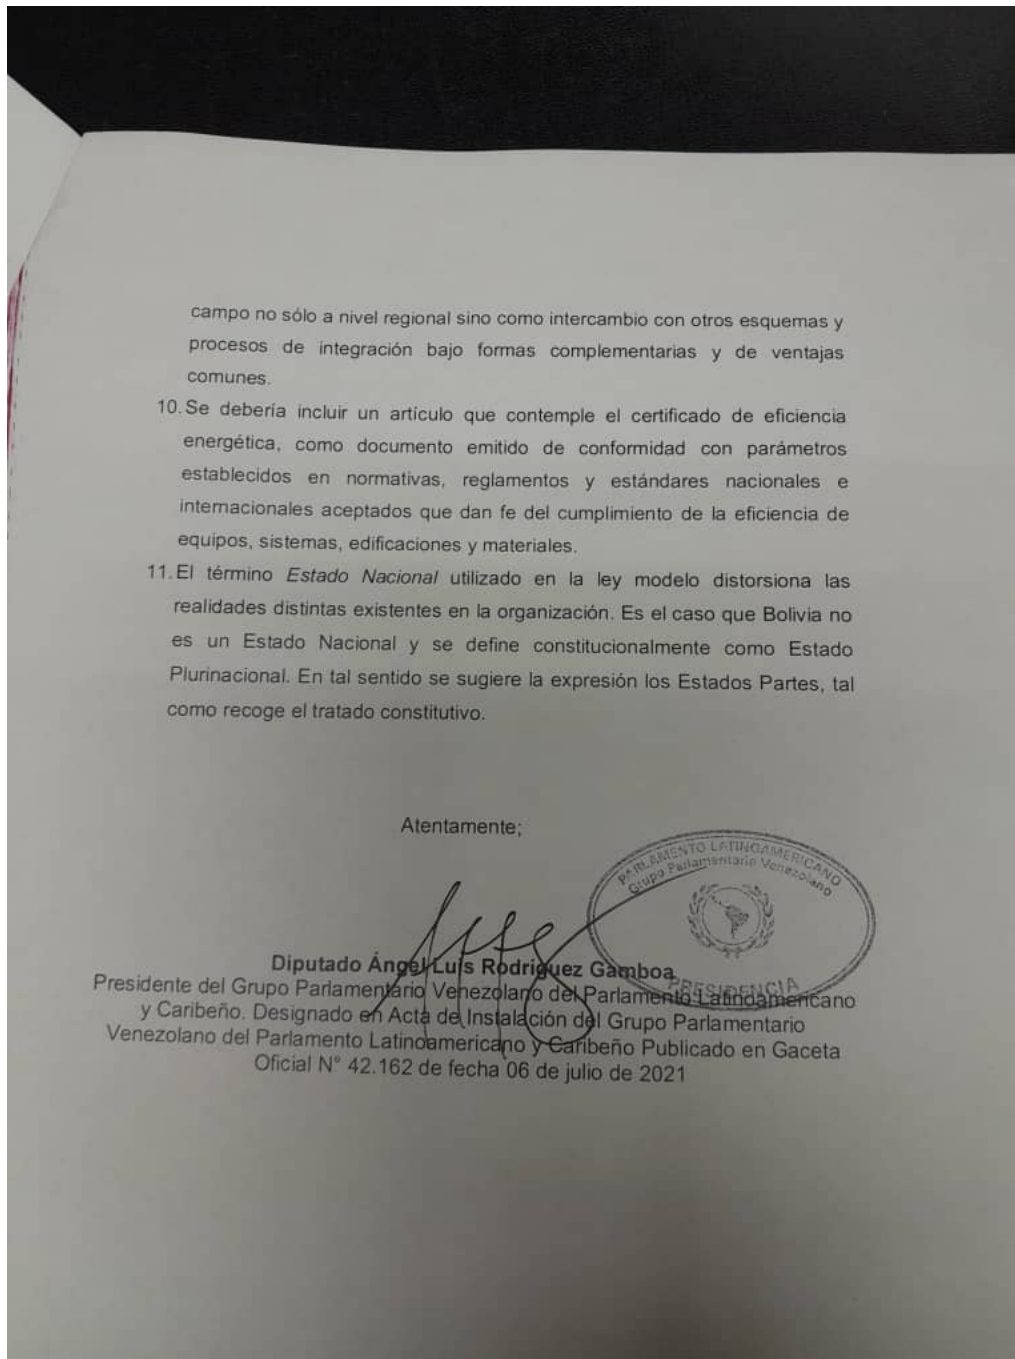 campo no sólo a nivel regional sino como intercambio con otros esquemas y
procesos de integración bajo formas complementarias y de ventajas
comunes.
10. Se debería incluir un artículo que contemple el certificado de eficiencia
energética, como documento emitido de conformidad con parámetros
establecidos en normativas, reglamentos y estándares nacionales e
internacionales aceptados que dan fe del cumplimiento de la eficiencia de
equipos, sistemas, edificaciones y materiales.
11. El término Estado Nacional utilizado en la ley modelo distorsiona las
realidades distintas existentes en la organización. Es el caso que Bolivia no
es un Estado Nacional y se define constitucionalmente como Estado
Plurinacional. En tal sentido se sugiere la expresión los Estados Partes, tal
como recoge el tratado constitutivo.
Atentamente;
PARLAMENTO LATINOAMERICANO
Grupo Parlamentario Venezolano
PRESIDENCIA
Diputado Ángel Luis Rodríguez Gamboa
Presidente del Grupo Parlamentario Venezolano del Parlamento Latinoamericano
y Caribeño. Designado en Acta de Instalación del Grupo Parlamentario
Venezolano del Parlamento Latinoamericano y Caribeño Publicado en Gaceta
Oficial N° 42.162 de fecha 06 de julio de 2021